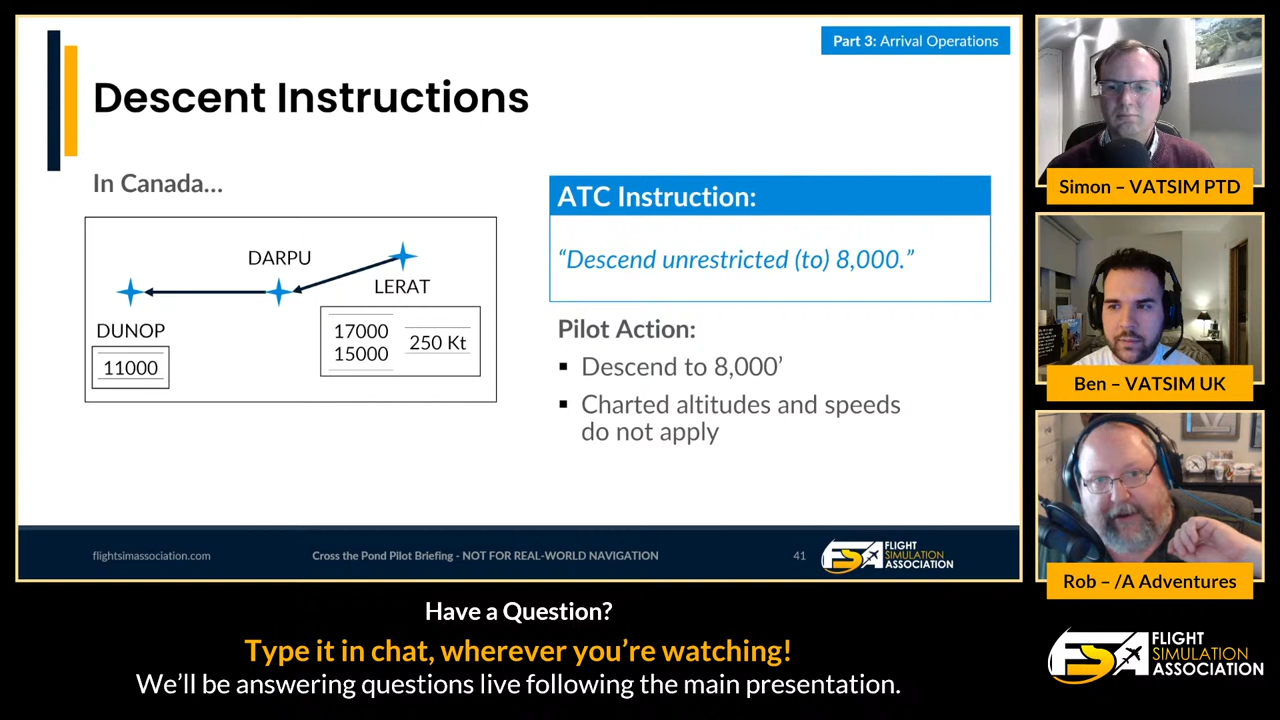 Part 3: Arrival Operations
Descent Instructions
In Canada...
DARPU
LERAT
DUNOP
17000
15000
250 Kt
11000
ATC Instruction:
“Descend unrestricted (to) 8,000.”
Pilot Action:
▪ Descend to 8,000’
▪ Charted altitudes and speeds
do not apply
flightsimassociation.com
Cross the Pond Pilot Briefing - NOT FOR REAL-WORLD NAVIGATION
41
FSA
FLIGHT
SIMULATION
ASSOCIATION
Simon – VATSIM PTD
Ben – VATSIM UK
Rob – /A Adventures
Have a Question?
Type it in chat, wherever you’re watching!
We’ll be answering questions live following the main presentation.
FSA
FLIGHT
SIMULATION
ASSOCIATION